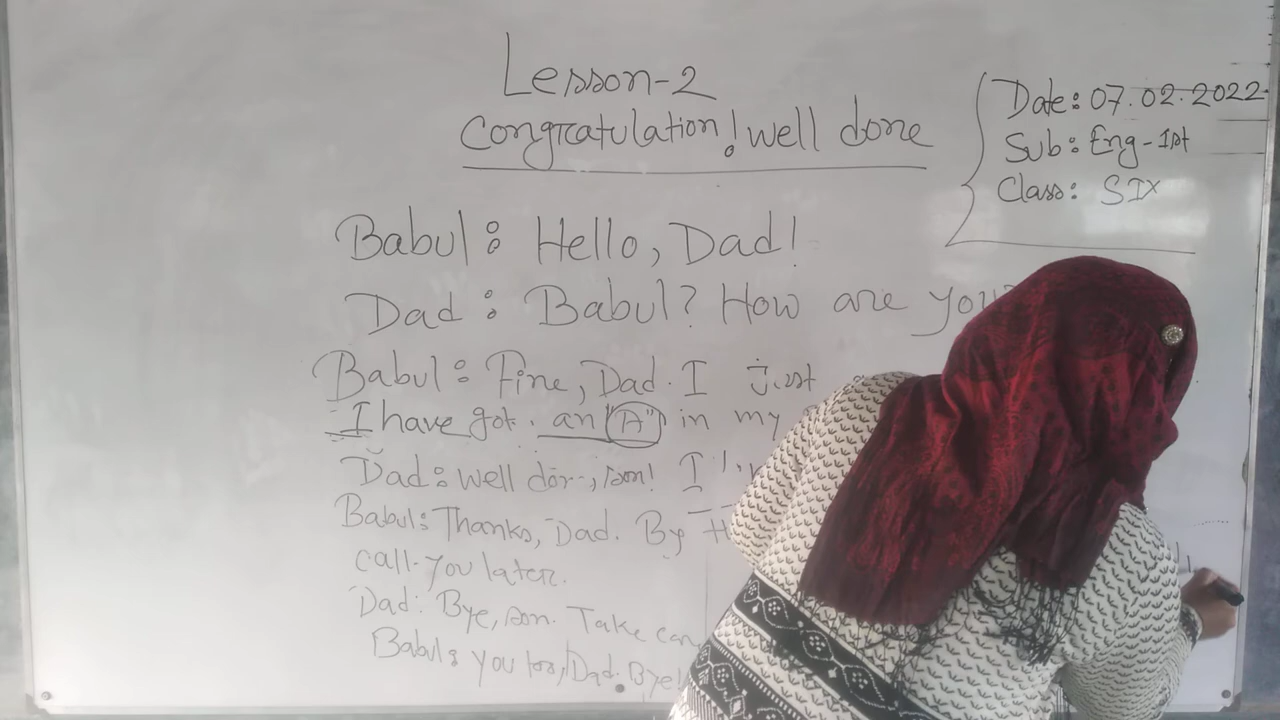 Lesson-2
Congratulation! well done
Date: 07.02.2022
Sub: Eng-1st
Class: SIX
Babul: Hello, Dad!
Dad: Babul? How are you?
Babul: Fine, Dad. I just
I have got. an "A" in my
Dad: well done, son! I
Babul: Thanks, Dad. By
call you later.
Dad: Bye, son. Take
Babul: you too, Dad. Bye!